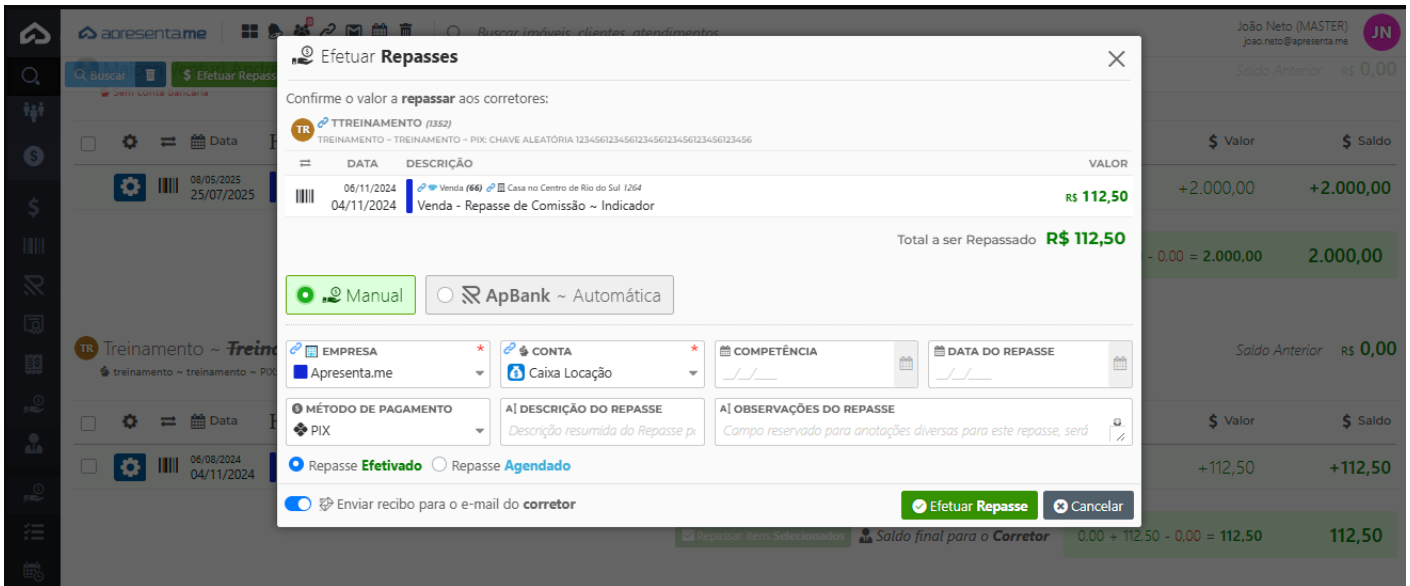 apresenta.me
Buscar imóveis, clientes, atendimentos
João Neto (MASTER)
joao.neto@apresenta.me
JN
Buscar
$ Efetuar Repass
Saldo Anterior R$ 0,00
Sem conta bancária
Efetuar Repasses
Confirme o valor a repassar aos corretores:
TR
TTREINAMENTO (1352)
TREINAMENTO ~ TREINAMENTO ~ PIX: CHAVE ALEATÓRIA 123456123456123456123456123456123456
DATA DESCRIÇÃO VALOR
06/11/2024 Venda (66) Casa no Centro de Rio do Sul 1264
04/11/2024 Venda - Repasse de Comissão ~ Indicador R$ 112,50
Total a ser Repassado R$ 112,50
Manual
ApBank ~ Automática
EMPRESA *
Apresenta.me
CONTA *
Caixa Locação
COMPETÊNCIA
__/__/____
DATA DO REPASSE
__/__/____
MÉTODO DE PAGAMENTO
PIX
DESCRIÇÃO DO REPASSE
Descrição resumida do Repasse pa
OBSERVAÇÕES DO REPASSE
Campo reservado para anotações diversas para este repasse, será
Repasse Efetivado Repasse Agendado
Enviar recibo para o e-mail do corretor
Efetuar Repasse
Cancelar
Data
$ Valor $ Saldo
08/05/2025
25/07/2025
+2.000,00 +2.000,00
- 0,00 = 2.000,00 2.000,00
TR Treinamento ~ Treino
treinamento ~ treinamento ~ PIX
Saldo Anterior R$ 0,00
Data
$ Valor $ Saldo
06/08/2024
04/11/2024
+112,50 +112,50
Repassar Itens Selecionados
Saldo final para o Corretor 0,00 + 112,50 - 0,00 = 112,50 112,50